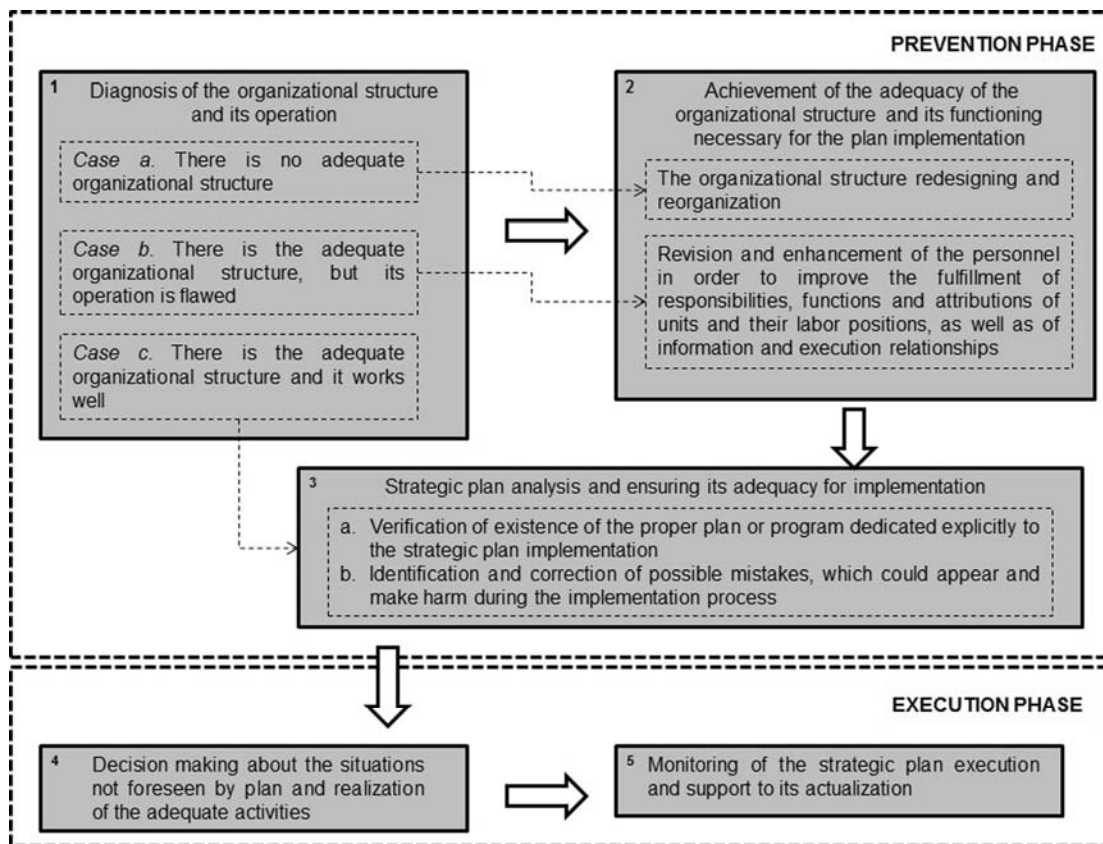 PREVENTION PHASE
1
Diagnosis of the organizational structure
and its operation
Case a. There is no adequate
organizational structure
Case b. There is the adequate
organizational structure, but its
operation is flawed
Case c. There is the adequate
organizational structure and it works
well
2
Achievement of the adequacy of the
organizational structure and its functioning
necessary for the plan implementation
The organizational structure redesigning and
reorganization
Revision and enhancement of the personnel
in order to improve the fulfillment of
responsibilities, functions and attributions of
units and their labor positions, as well as of
information and execution relationships
3
Strategic plan analysis and ensuring its adequacy for implementation
a. Verification of existence of the proper plan or program dedicated explicitly to
the strategic plan implementation
b. Identification and correction of possible mistakes, which could appear and
make harm during the implementation process
EXECUTION PHASE
4
Decision making about the situations
not foreseen by plan and realization
of the adequate activities
5
Monitoring of the strategic plan execution
and support to its actualization